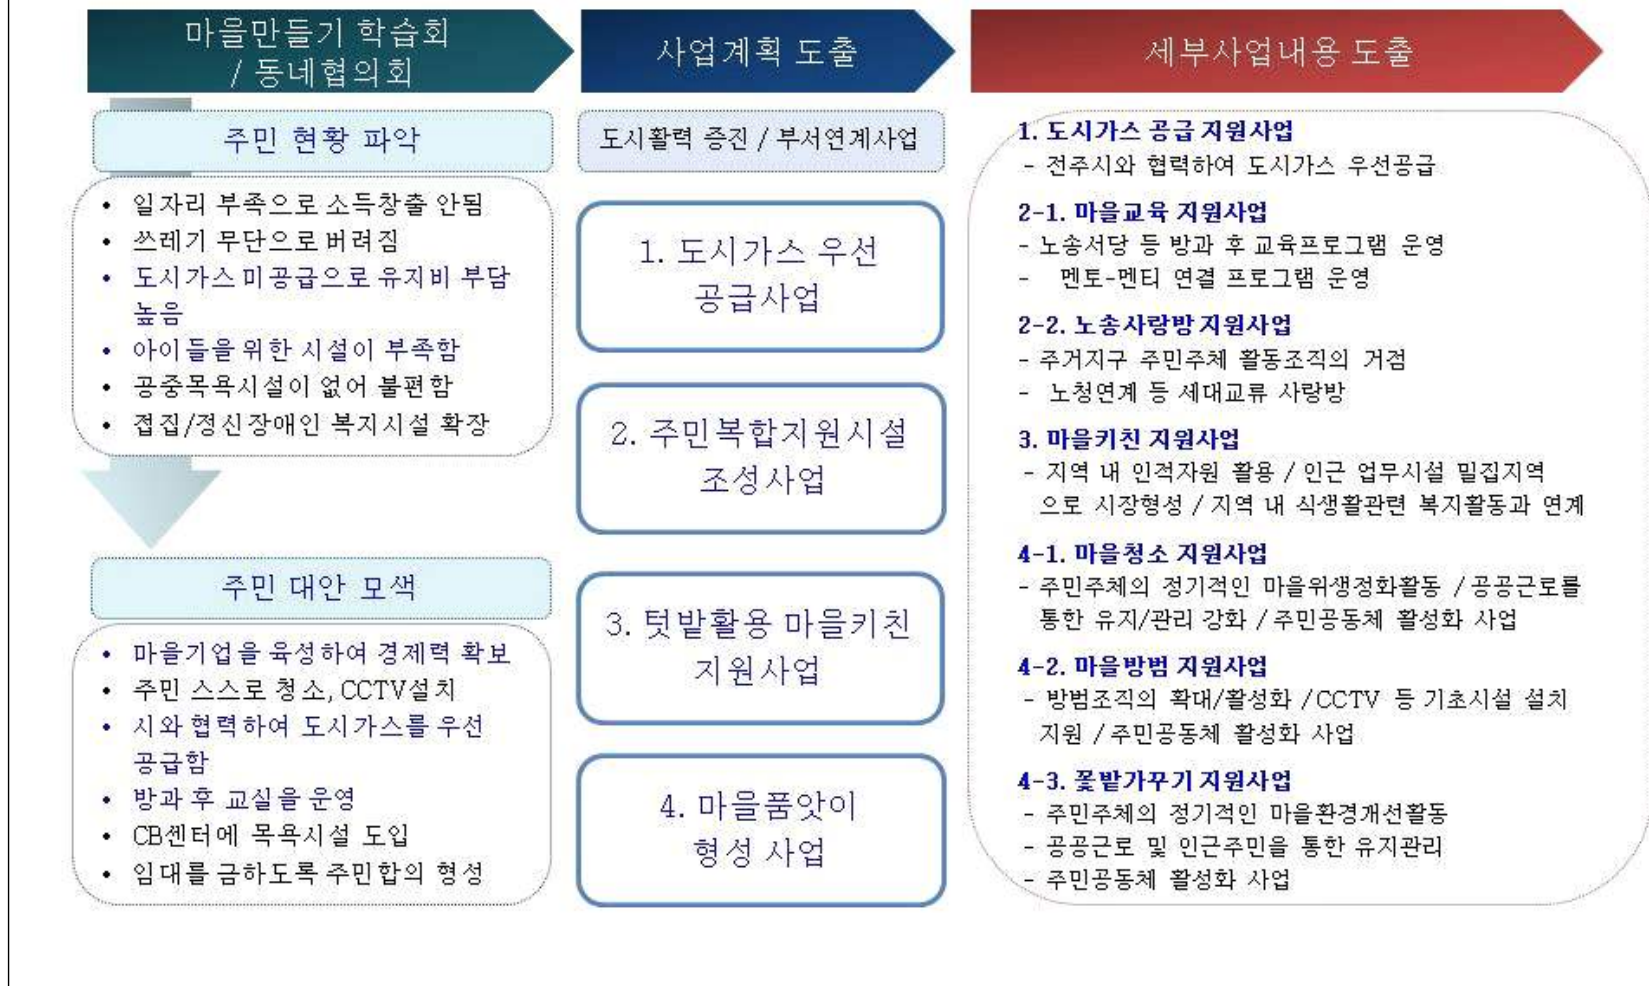 마을만들기 학습회
/ 동네협의회
사업계획 도출
세부사업내용 도출
주민 현황 파악
• 일자리 부족으로 소득창출 안됨
• 쓰레기 무단으로 버려짐
• 도시가스 미공급으로 유지비 부담
높음
• 아이들을 위한 시설이 부족함
• 공중목욕시설이 없어 불편함
• 접집/정신장애인 복지시설 확장
주민 대안 모색
• 마을기업을 육성하여 경제력 확보
• 주민 스스로 청소, CCTV설치
• 시와 협력하여 도시가스를 우선
공급함
• 방과 후 교실을 운영
• CB센터에 목욕시설 도입
• 임대를 금하도록 주민합의 형성
도시활력 증진 / 부서연계사업
1. 도시가스 우선
공급사업
2. 주민복합지원시설
조성사업
3. 텃밭활용 마을키친
지원사업
4. 마을품앗이
형성 사업
1. 도시가스 공급 지원사업
- 전주시와 협력하여 도시가스 우선공급
2-1. 마을교육 지원사업
- 노송서당 등 방과 후 교육프로그램 운영
- 멘토-멘티 연결 프로그램 운영
2-2. 노송사랑방 지원사업
- 주거지구 주민주체 활동조직의 거점
- 노청연계 등 세대교류 사랑방
3. 마을키친 지원사업
- 지역 내 인적자원 활용 / 인근 업무시설 밀집지역
으로 시장형성 / 지역 내 식생활관련 복지활동과 연계
4-1. 마을청소 지원사업
- 주민주체의 정기적인 마을위생정화활동 / 공공근로를
통한 유지/관리 강화 / 주민공동체 활성화 사업
4-2. 마을방범 지원사업
- 방범조직의 확대/활성화 /CCTV 등 기초시설 설치
지원 / 주민공동체 활성화 사업
4-3. 꽃밭가꾸기 지원사업
- 주민주체의 정기적인 마을환경개선활동
- 공공근로 및 인근주민을 통한 유지관리
- 주민공동체 활성화 사업